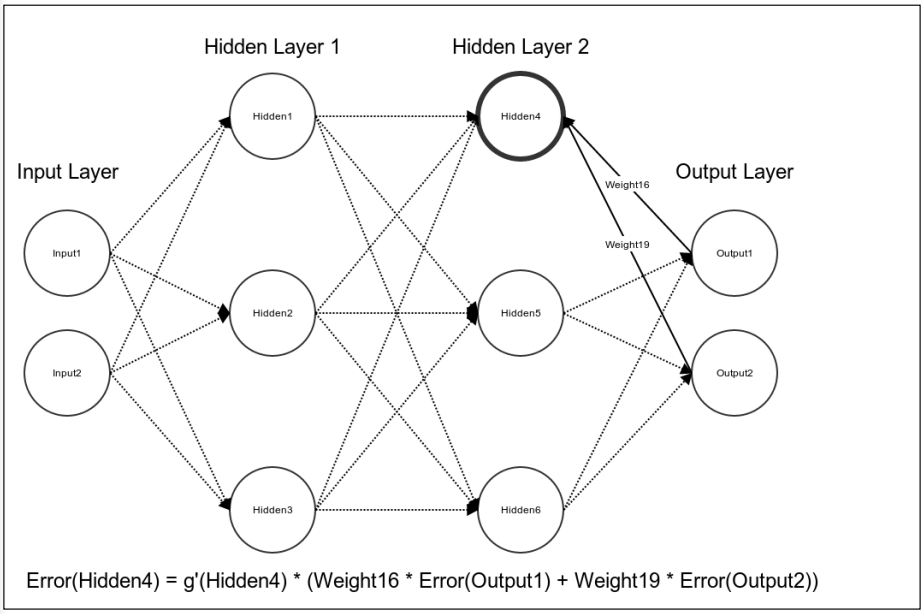 Hidden Layer 1
Hidden Layer 2
Hidden1
Hidden4
Input Layer
Output Layer
Weight16
Weight19
Input1
Output1
Hidden2
Hidden5
Input2
Output2
Hidden3
Hidden6
Error(Hidden4) = g'(Hidden4) * (Weight16 * Error(Output1) + Weight19 * Error(Output2))